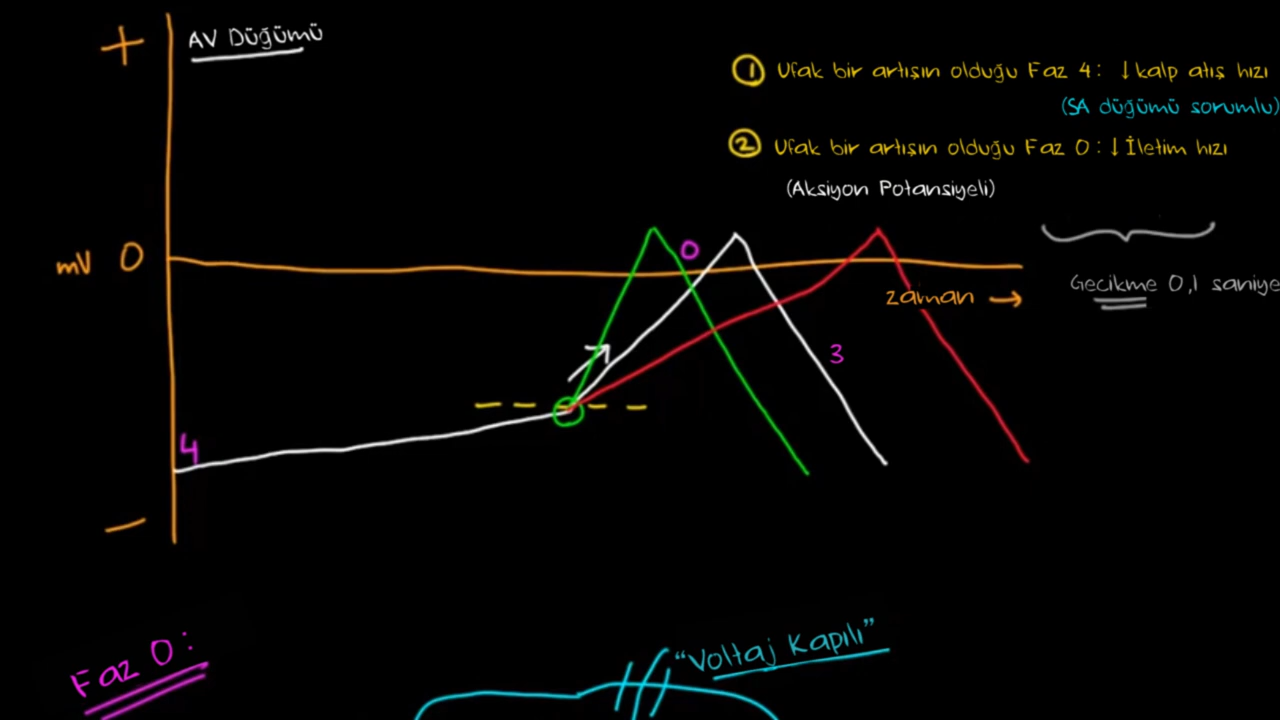 +
AV Düğümü
① Ufak bir artışın olduğu Faz 4: ↓kalp atış hızı
(SA düğümü sorumlu)
② Ufak bir artışın olduğu Faz 0: ↓İletim hızı
(Aksiyon Potansiyeli)
mV 0
0
zaman →
Gecikme 0,1 saniye
3
4
−
Faz 0:
"Voltaj Kapılı"